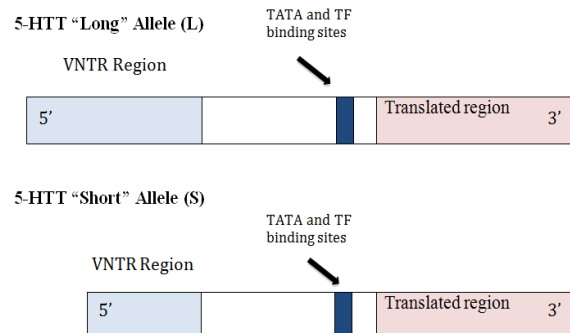 5-HTT “Long” Allele (L)
TATA and TF
binding sites
VNTR Region
5’
Translated region
3’
5-HTT “Short” Allele (S)
TATA and TF
binding sites
VNTR Region
5’
Translated region
3’